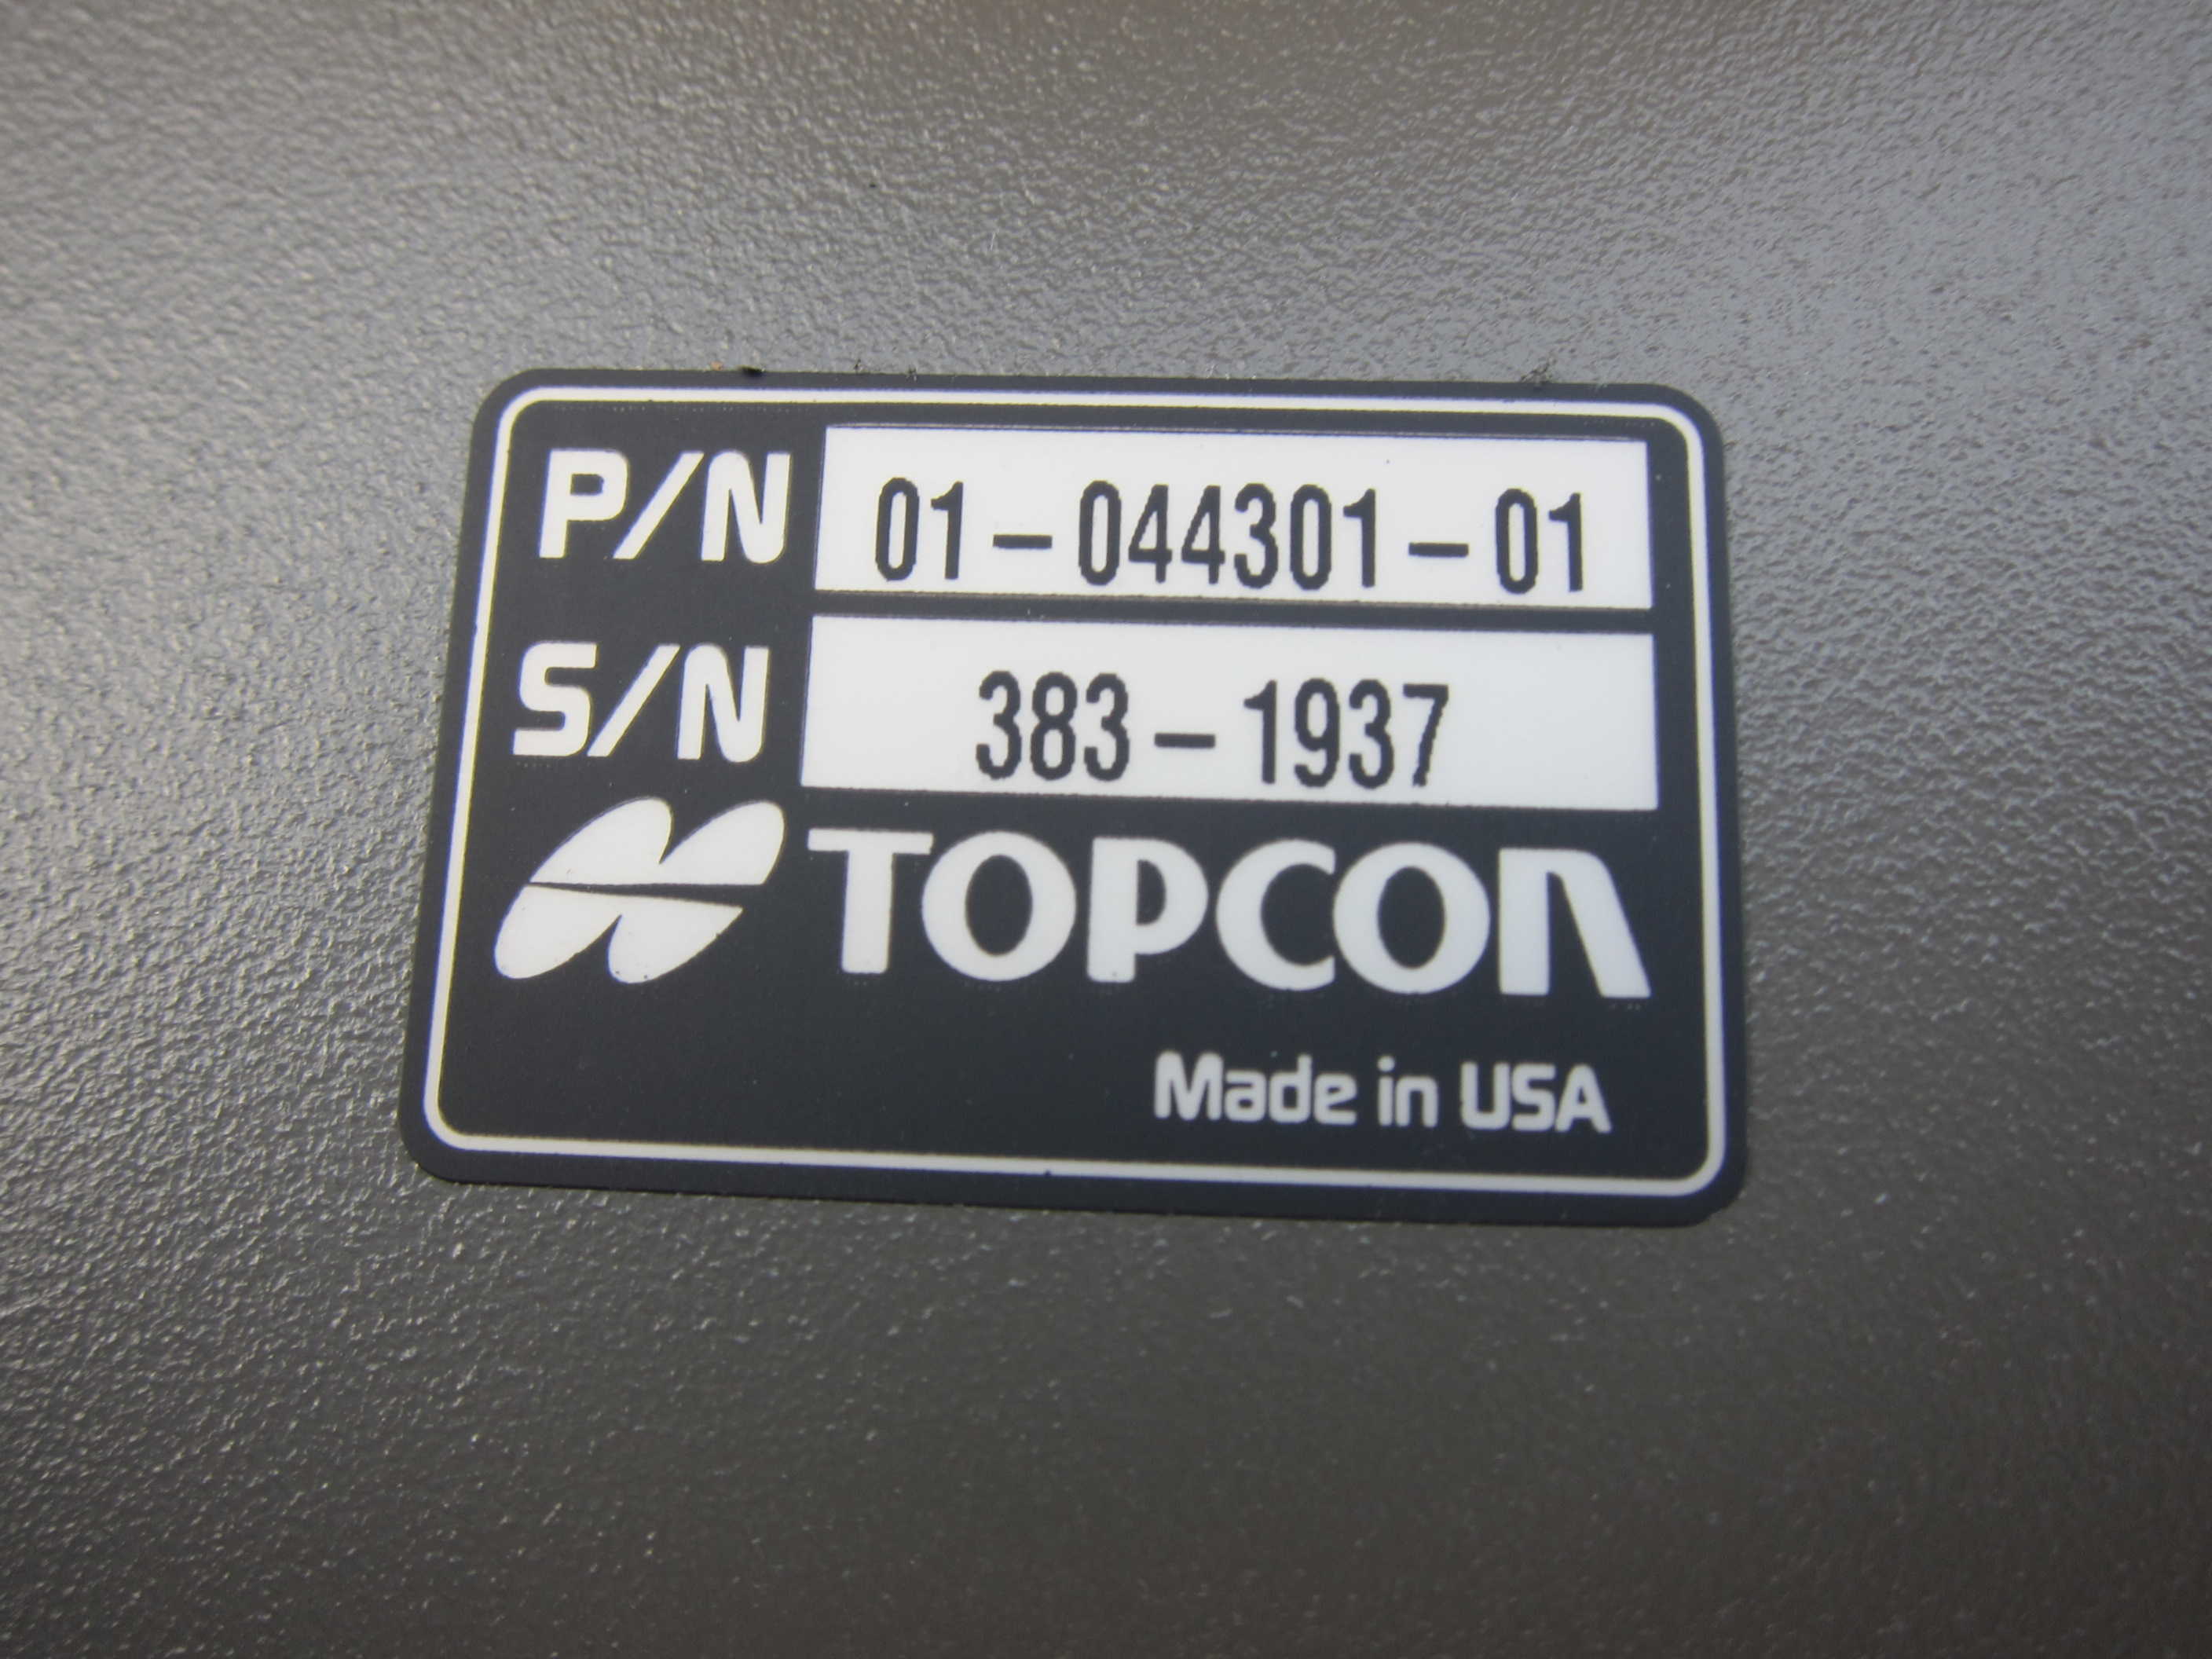 P/N 01-044301-01
S/N 383-1937
TOPCON
Made in USA